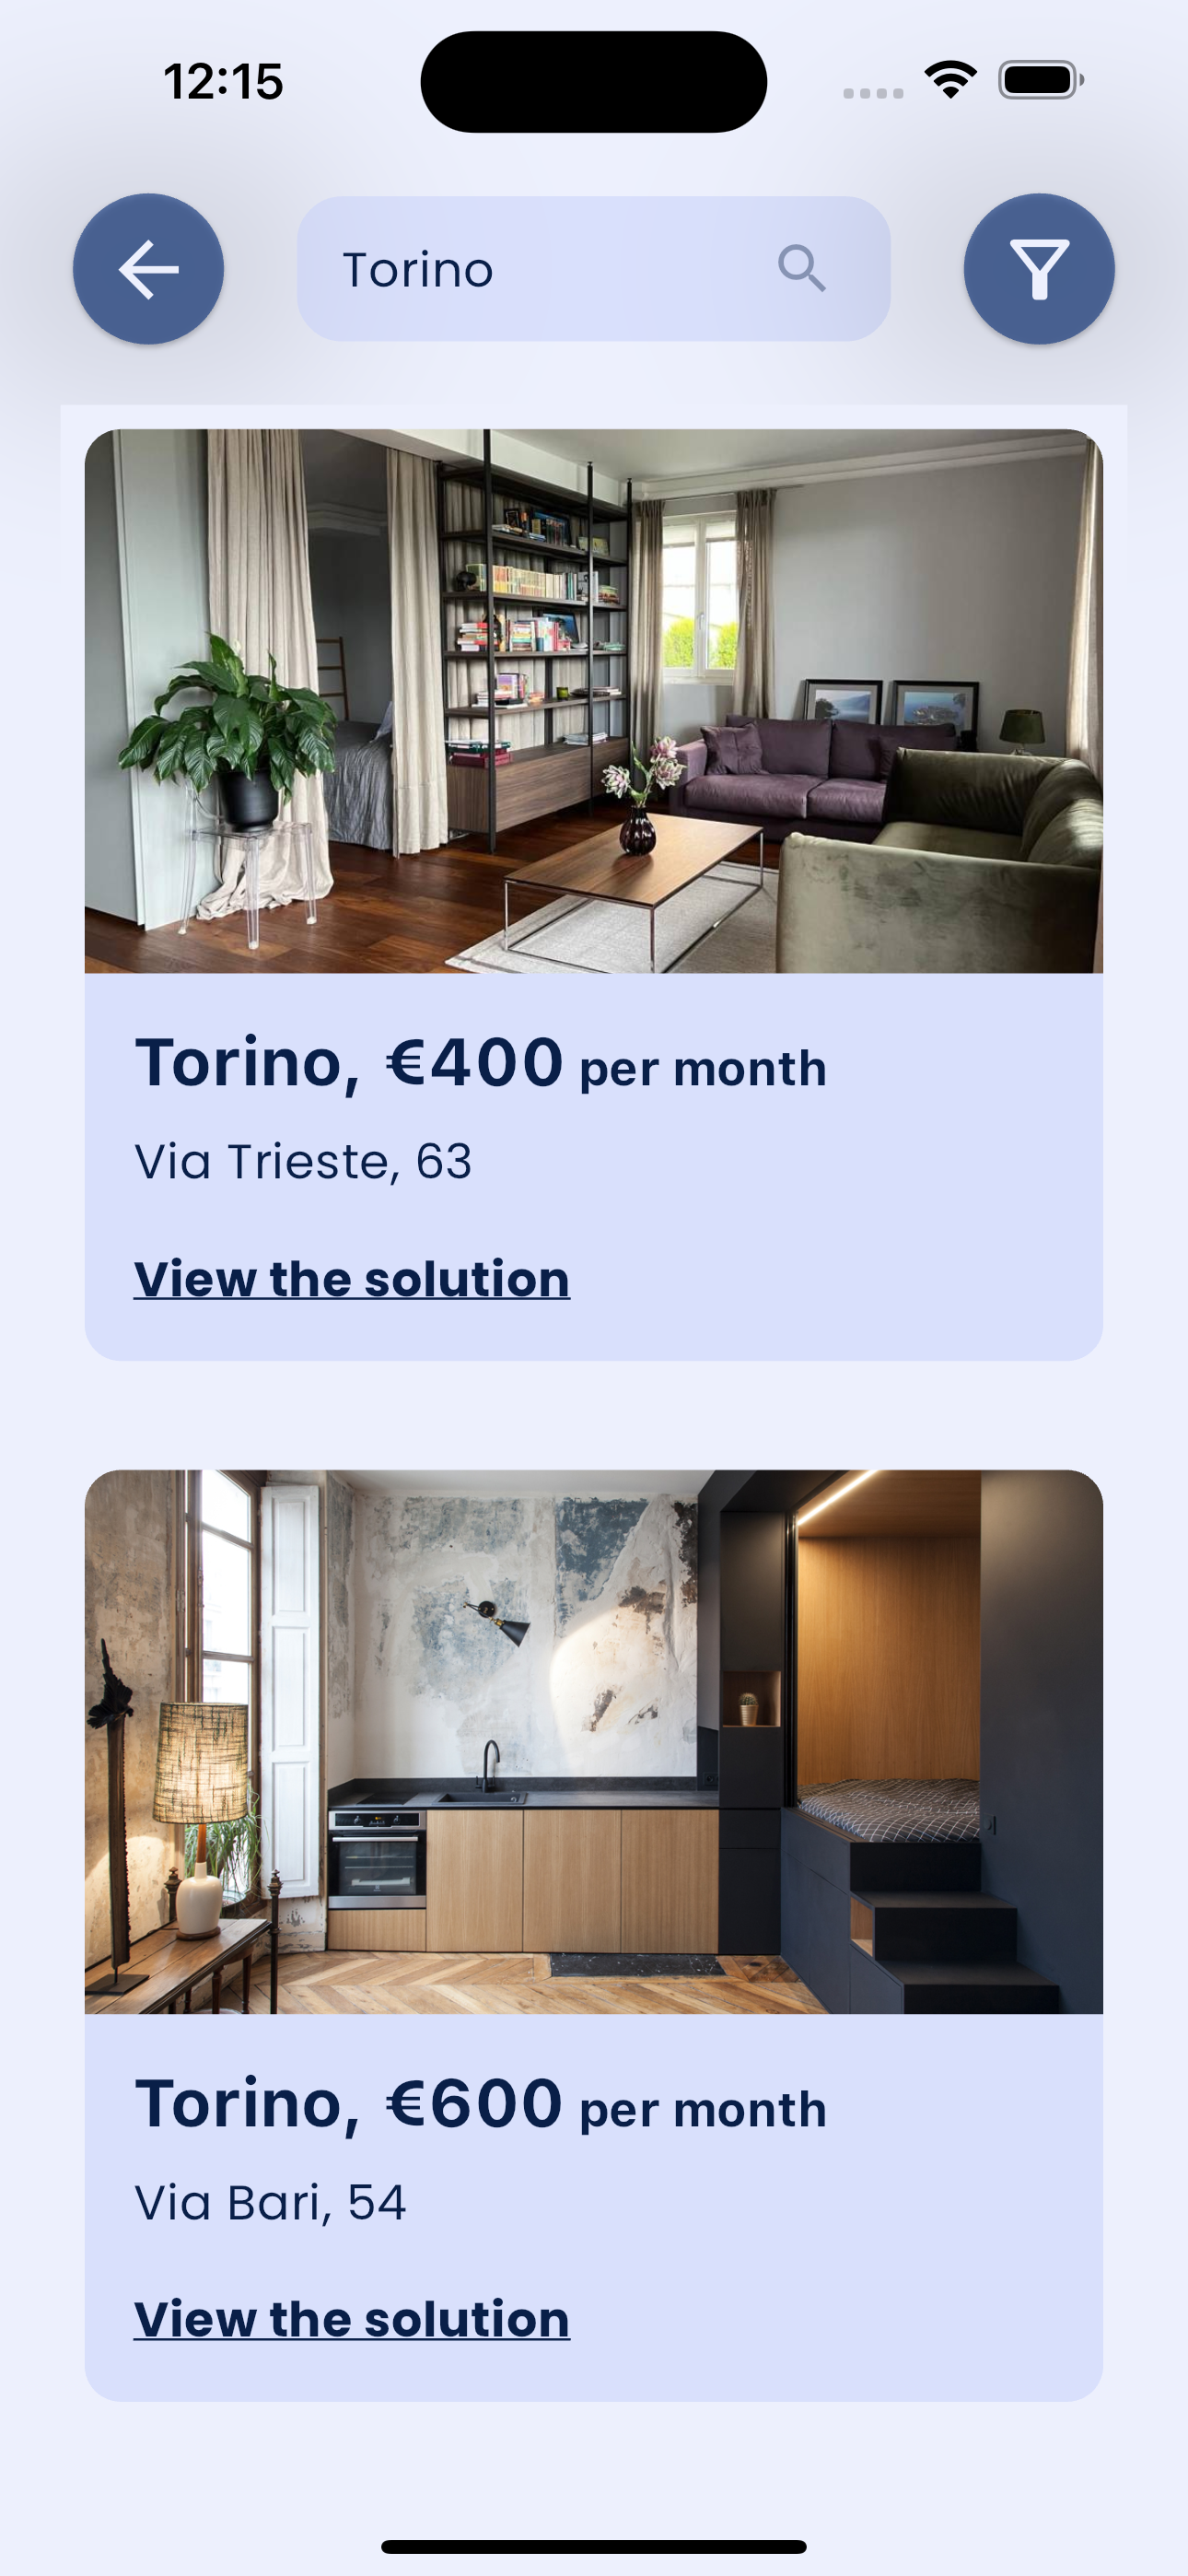 12:15
Torino
Torino, €400 per month
Via Trieste, 63
View the solution
Torino, €600 per month
Via Bari, 54
View the solution